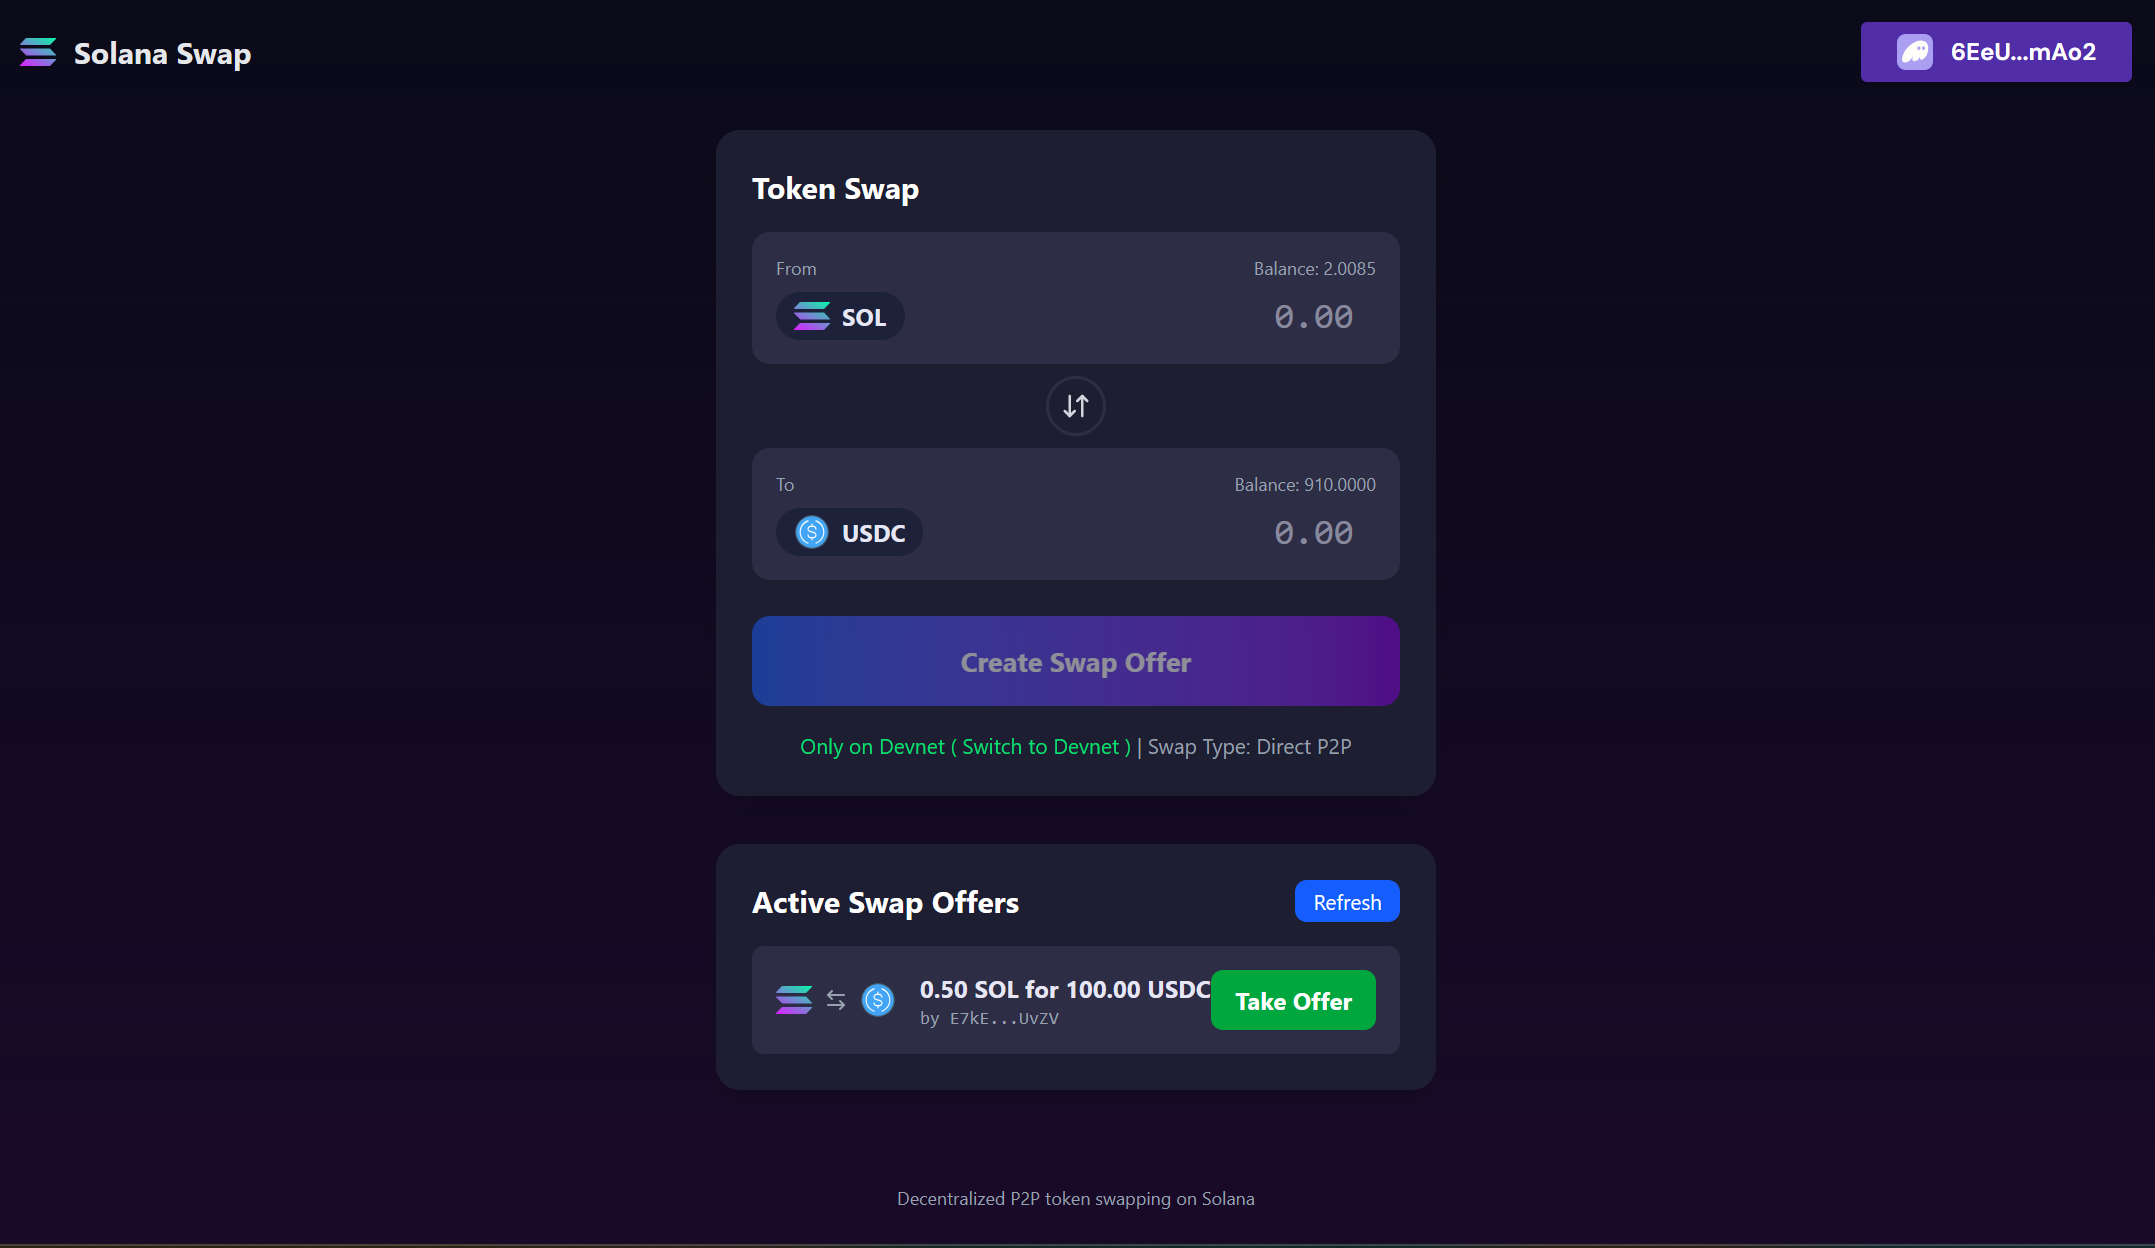 Solana Swap
6EeU...mAo2
Token Swap
From
Balance: 2.0085
SOL
0.00
To
Balance: 910.0000
USDC
0.00
Create Swap Offer
Only on Devnet ( Switch to Devnet ) | Swap Type: Direct P2P
Active Swap Offers
Refresh
0.50 SOL for 100.00 USDC
by E7kE...UvZV
Take Offer
Decentralized P2P token swapping on Solana